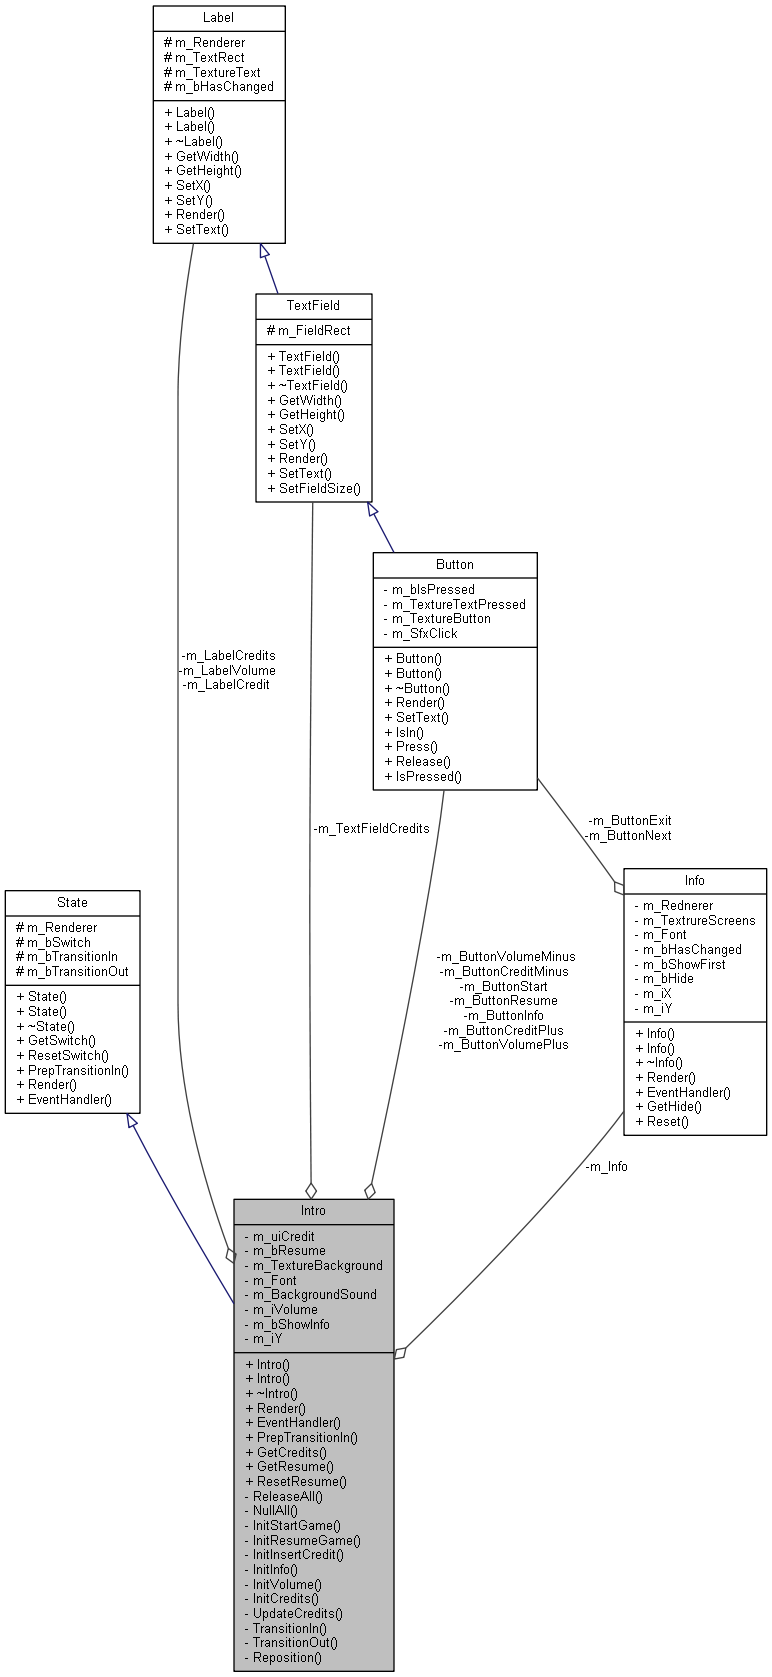 Label
# m_Renderer
# m_TextRect
# m_TextureText
# m_bHasChanged
+ Label()
+ Label()
+ ~Label()
+ GetWidth()
+ GetHeight()
+ SetX()
+ SetY()
+ Render()
+ SetText()
TextField
# m_FieldRect
+ TextField()
+ TextField()
+ ~TextField()
+ GetWidth()
+ GetHeight()
+ SetX()
+ SetY()
+ Render()
+ SetText()
+ SetFieldSize()
Button
- m_bIsPressed
- m_TextureTextPressed
- m_TextureButton
- m_SfxClick
+ Button()
+ Button()
+ ~Button()
+ Render()
+ SetText()
+ IsIn()
+ Press()
+ Release()
+ IsPressed()
-m_LabelCredits
-m_LabelVolume
-m_LabelCredit
-m_TextFieldCredits
-m_ButtonExit
-m_ButtonNext
State
# m_Renderer
# m_bSwitch
# m_bTransitionIn
# m_bTransitionOut
+ State()
+ State()
+ ~State()
+ GetSwitch()
+ ResetSwitch()
+ PrepTransitionIn()
+ Render()
+ EventHandler()
-m_ButtonVolumeMinus
-m_ButtonCreditMinus
-m_ButtonStart
-m_ButtonResume
-m_ButtonInfo
-m_ButtonCreditPlus
-m_ButtonVolumePlus
Info
- m_Rednerer
- m_TextrureScreens
- m_Font
- m_bHasChanged
- m_bShowFirst
- m_bHide
- m_iX
- m_iY
+ Info()
+ Info()
+ ~Info()
+ Render()
+ EventHandler()
+ GetHide()
+ Reset()
-m_Info
Intro
- m_uiCredit
- m_bResume
- m_TextureBackground
- m_Font
- m_BackgroundSound
- m_iVolume
- m_bShowInfo
- m_iY
+ Intro()
+ Intro()
+ ~Intro()
+ Render()
+ EventHandler()
+ PrepTransitionIn()
+ GetCredits()
+ GetResume()
+ ResetResume()
- ReleaseAll()
- NullAll()
- InitStartGame()
- InitResumeGame()
- InitInsertCredit()
- InitInfo()
- InitVolume()
- InitCredits()
- UpdateCredits()
- TransitionIn()
- TransitionOut()
- Reposition()